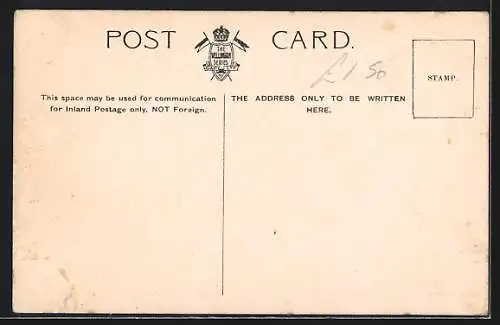 POST CARD.
THE
WELLINGTON
SERIES
£1 50
STAMP.
This space may be used for communication
for Inland Postage only, NOT Foreign.
THE ADDRESS ONLY TO BE WRITTEN
HERE.